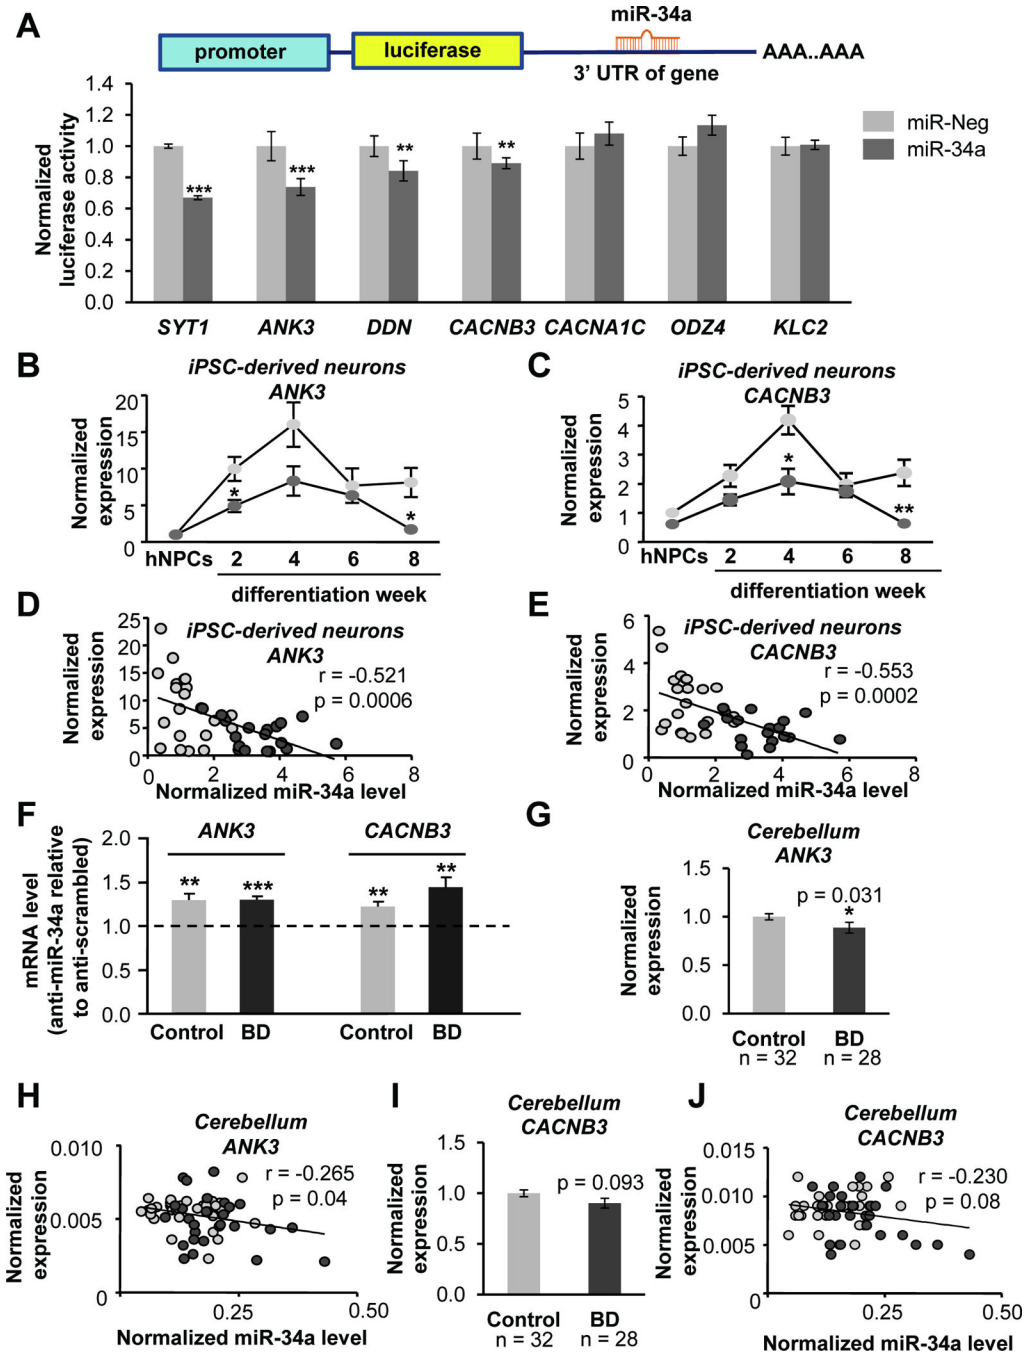 A
miR-34a
promoter
luciferase
AAA..AAA
3’ UTR of gene
Normalized
luciferase activity
1.4
1.2
1.0
0.8
0.6
0.4
0.2
0.0
***
***
**
**
miR-Neg
miR-34a
SYT1 ANK3 DDN CACNB3 CACNA1C ODZ4 KLC2
B
iPSC-derived neurons
ANK3
Normalized
expression
20
15
10
5
0
*
*
hNPCs 2 4 6 8
differentiation week
C
iPSC-derived neurons
CACNB3
Normalized
expression
5
4
3
2
1
0
*
**
hNPCs 2 4 6 8
differentiation week
D
iPSC-derived neurons
ANK3
r = -0.521
p = 0.0006
Normalized
expression
25
20
15
10
5
0
0 2 4 6 8
Normalized miR-34a level
E
iPSC-derived neurons
CACNB3
r = -0.553
p = 0.0002
Normalized
expression
6
4
2
0
0 2 4 6 8
Normalized miR-34a level
F
ANK3 CACNB3
mRNA level
(anti-miR-34a relative
to anti-scrambled)
2.0
1.5
1.0
0.5
0.0
** *** ** **
Control BD Control BD
G
Cerebellum
ANK3
Normalized
expression
1.5
1.0
0.5
0.0
p = 0.031
*
Control BD
n = 32 n = 28
H
Cerebellum
ANK3
r = -0.265
p = 0.04
Normalized
expression
0.010
0.005
0
0.25 0.50
Normalized miR-34a level
I
Cerebellum
CACNB3
Normalized
expression
1.5
1.0
0.5
0.0
p = 0.093
Control BD
n = 32 n = 28
J
Cerebellum
CACNB3
r = -0.230
p = 0.08
Normalized
expression
0.015
0.010
0.005
0
0 0.25 0.50
Normalized miR-34a level